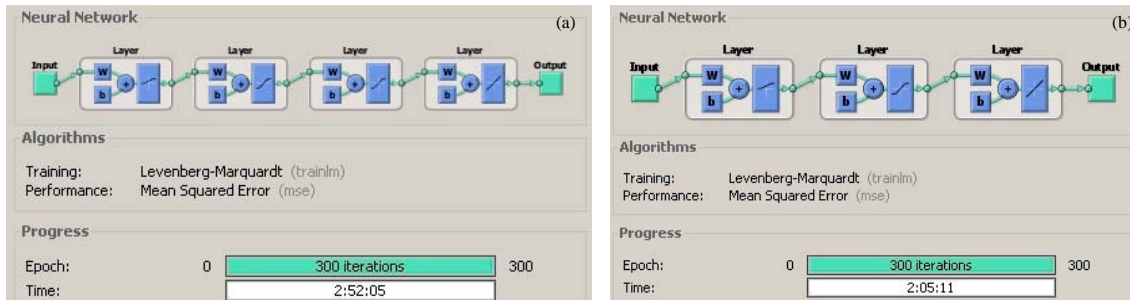 Neural Network (a)
Layer Layer Layer Layer
Input W b + W b + W b + W b + Output
Algorithms
Training: Levenberg-Marquardt (trainlm)
Performance: Mean Squared Error (mse)
Progress
Epoch: 0 300 iterations 300
Time: 2:52:05
Neural Network (b)
Layer Layer Layer
Input W b + W b + W b + Output
Algorithms
Training: Levenberg-Marquardt (trainlm)
Performance: Mean Squared Error (mse)
Progress
Epoch: 0 300 iterations 300
Time: 2:05:11